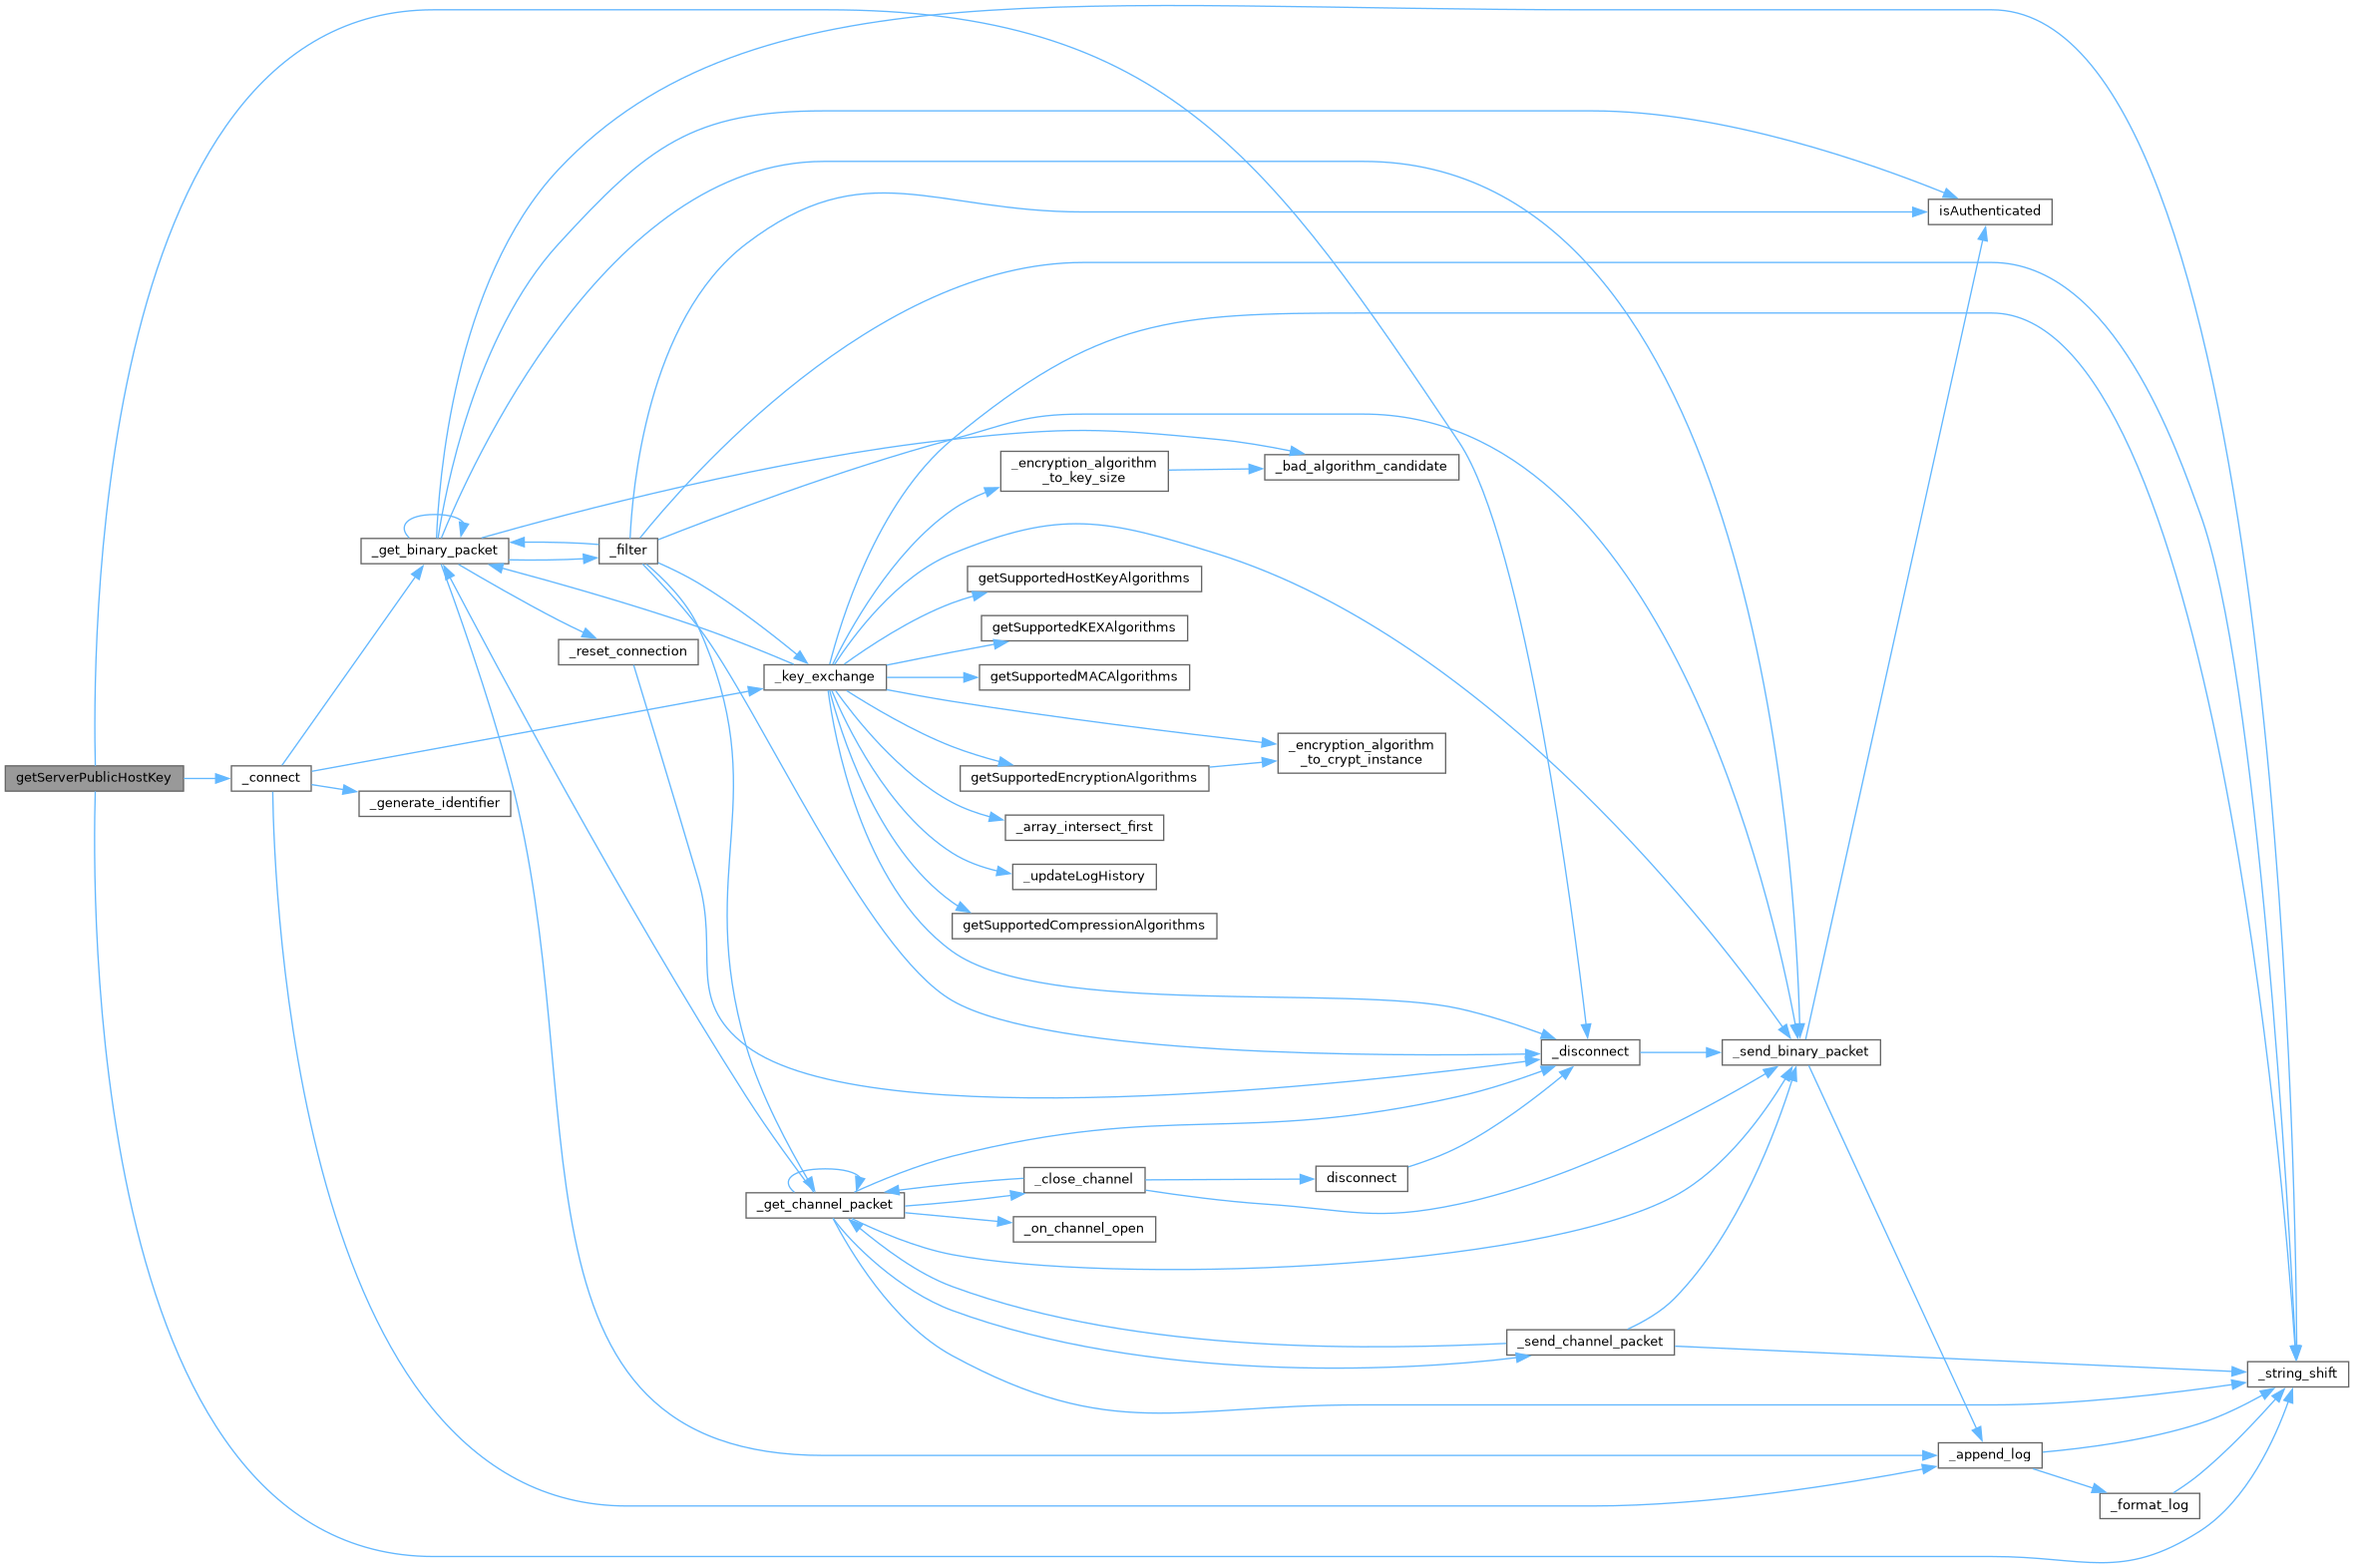 isAuthenticated
_encryption_algorithm
_to_key_size
_bad_algorithm_candidate
_get_binary_packet
_filter
getSupportedHostKeyAlgorithms
getSupportedKEXAlgorithms
_reset_connection
_key_exchange
getSupportedMACAlgorithms
_encryption_algorithm
_to_crypt_instance
getServerPublicHostKey
_connect
getSupportedEncryptionAlgorithms
_generate_identifier
_array_intersect_first
_updateLogHistory
getSupportedCompressionAlgorithms
_disconnect
_send_binary_packet
_close_channel
disconnect
_get_channel_packet
_on_channel_open
_send_channel_packet
_string_shift
_append_log
_format_log